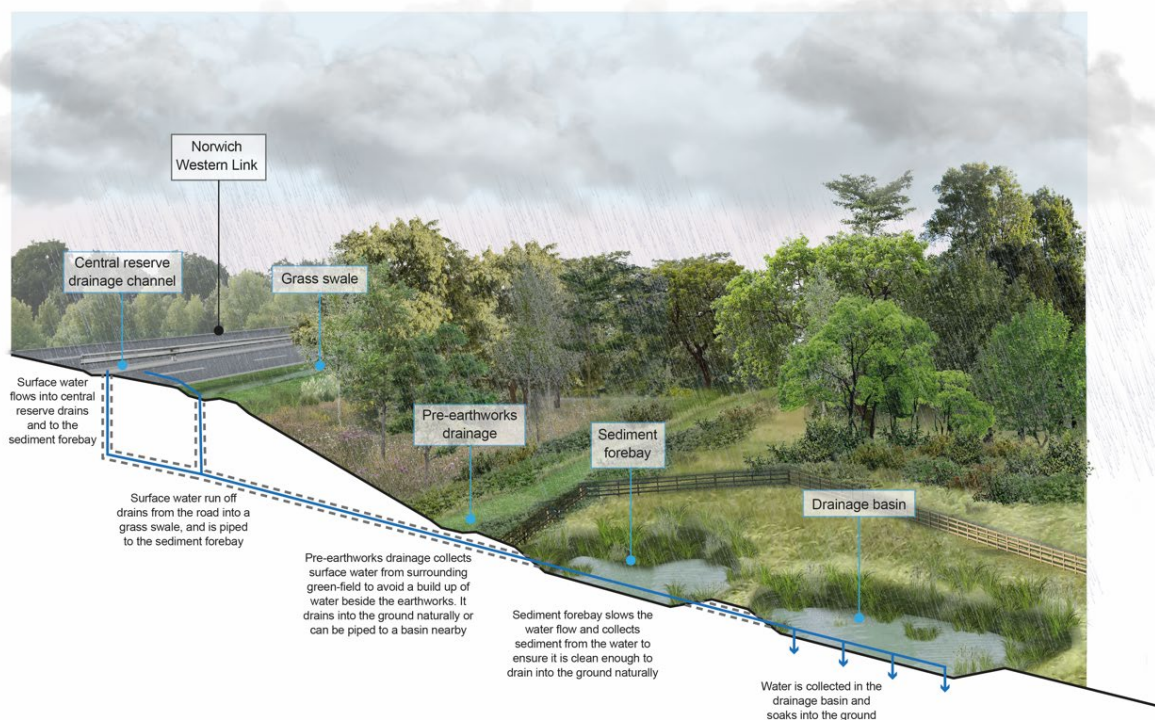 Norwich
Western Link
Central reserve
drainage channel
Grass swale
Surface water
flows into central
reserve drains
and to the
sediment forebay
Pre-earthworks
drainage
Sediment
forebay
Surface water run off
drains from the road into a
grass swale, and is piped
to the sediment forebay
Drainage basin
Pre-earthworks drainage collects
surface water from surrounding
green-field to avoid a build up of
water beside the earthworks. It
drains into the ground naturally or
can be piped to a basin nearby
Sediment forebay slows the
water flow and collects
sediment from the water to
ensure it is clean enough to
drain into the ground naturally
Water is collected in the
drainage basin and
soaks into the ground